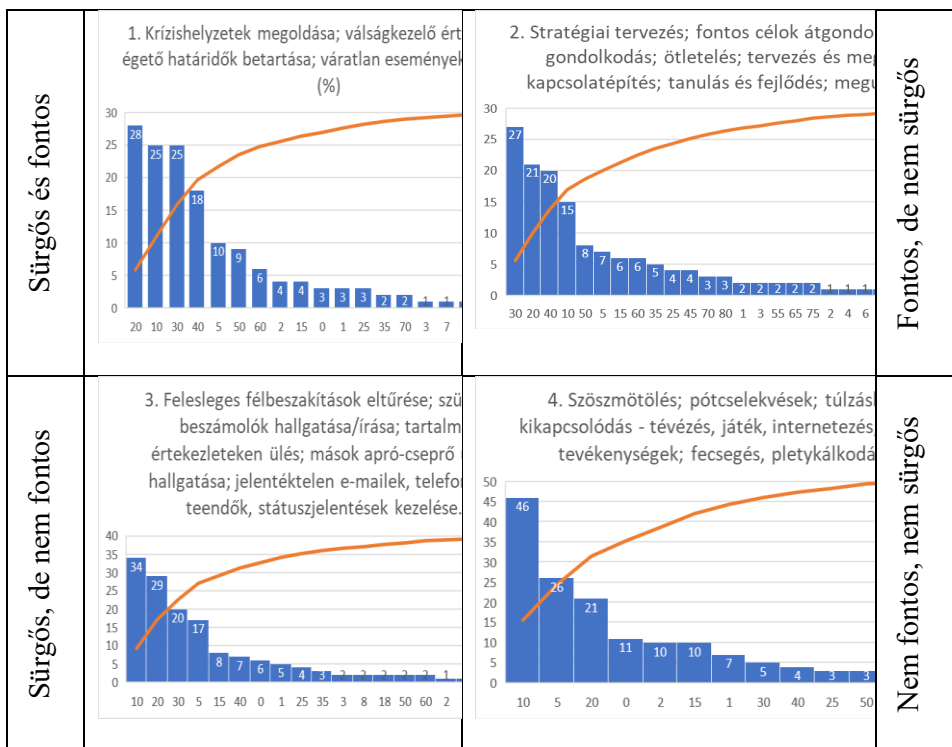 Sürgős és fontos
1. Krízishelyzetek megoldása; válságkezelő ért
égető határidők betartása; váratlan események
(%)
30
25
20
15
10
5
0
28 25 25 18 10 9 6 4 4 3 3 3 2 2 1 1
20 10 30 40 5 50 60 2 15 0 1 25 35 70 3 7
2. Stratégiai tervezés; fontos célok átgondo
gondolkodás; ötletelés; tervezés és meg
kapcsolatépítés; tanulás és fejlődés; megu
30
25
20
15
10
5
0
27 21 20 15 8 7 6 6 5 4 4 3 3 2 2 2 2 2 1 1 1
30 20 40 10 50 5 15 60 35 25 45 70 80 1 3 55 65 75 2 4 6
Fontos, de nem sürgős
Sürgős, de nem fontos
3. Felesleges félbeszakítások eltűrése; szü
beszámolók hallgatása/írása; tartalm
értekezleteken ülés; mások apró-cseprő
hallgatása; jelentéktelen e-mailek, telefo
teendők, státuszjelentések kezelése.
40
35
30
25
20
15
10
5
0
34 29 20 17 8 7 6 5 4 3 2 2 2 2 2 1
10 20 30 5 15 40 0 1 25 35 3 8 18 50 60 2
4. Szöszmötölés; pótcselekvések; túlzás
kikapcsolódás - tévézés, játék, internetezés,
tevékenységek; fecsegés, pletykálkodá
50
45
40
35
30
25
20
15
10
5
0
46 26 21 11 10 10 7 5 4 3 3
10 5 20 0 2 15 1 30 40 25 50
Nem fontos, nem sürgős